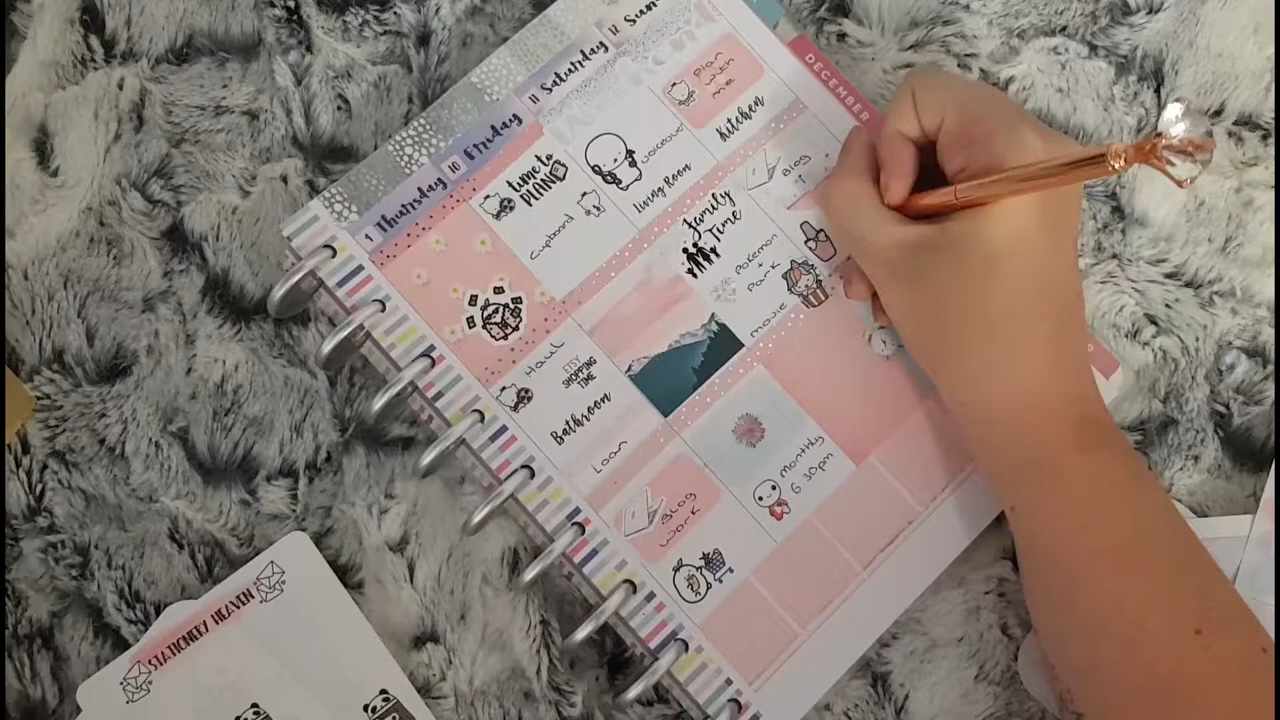 9 Thursday
10 Friday
11 Saturday
12 Sun
DECEMBER
Haul
ETSY
SHOPPING
TIME
Bathroom
Loan
Blog
work
time to
PLAN
Cupboard
Monthly
6.30pm
Voiceover
Living Room
Family
Time
Pokemon
+
Park
movie
Plan
with
me
Kitchen
Blog
STATIONERY HEAVEN